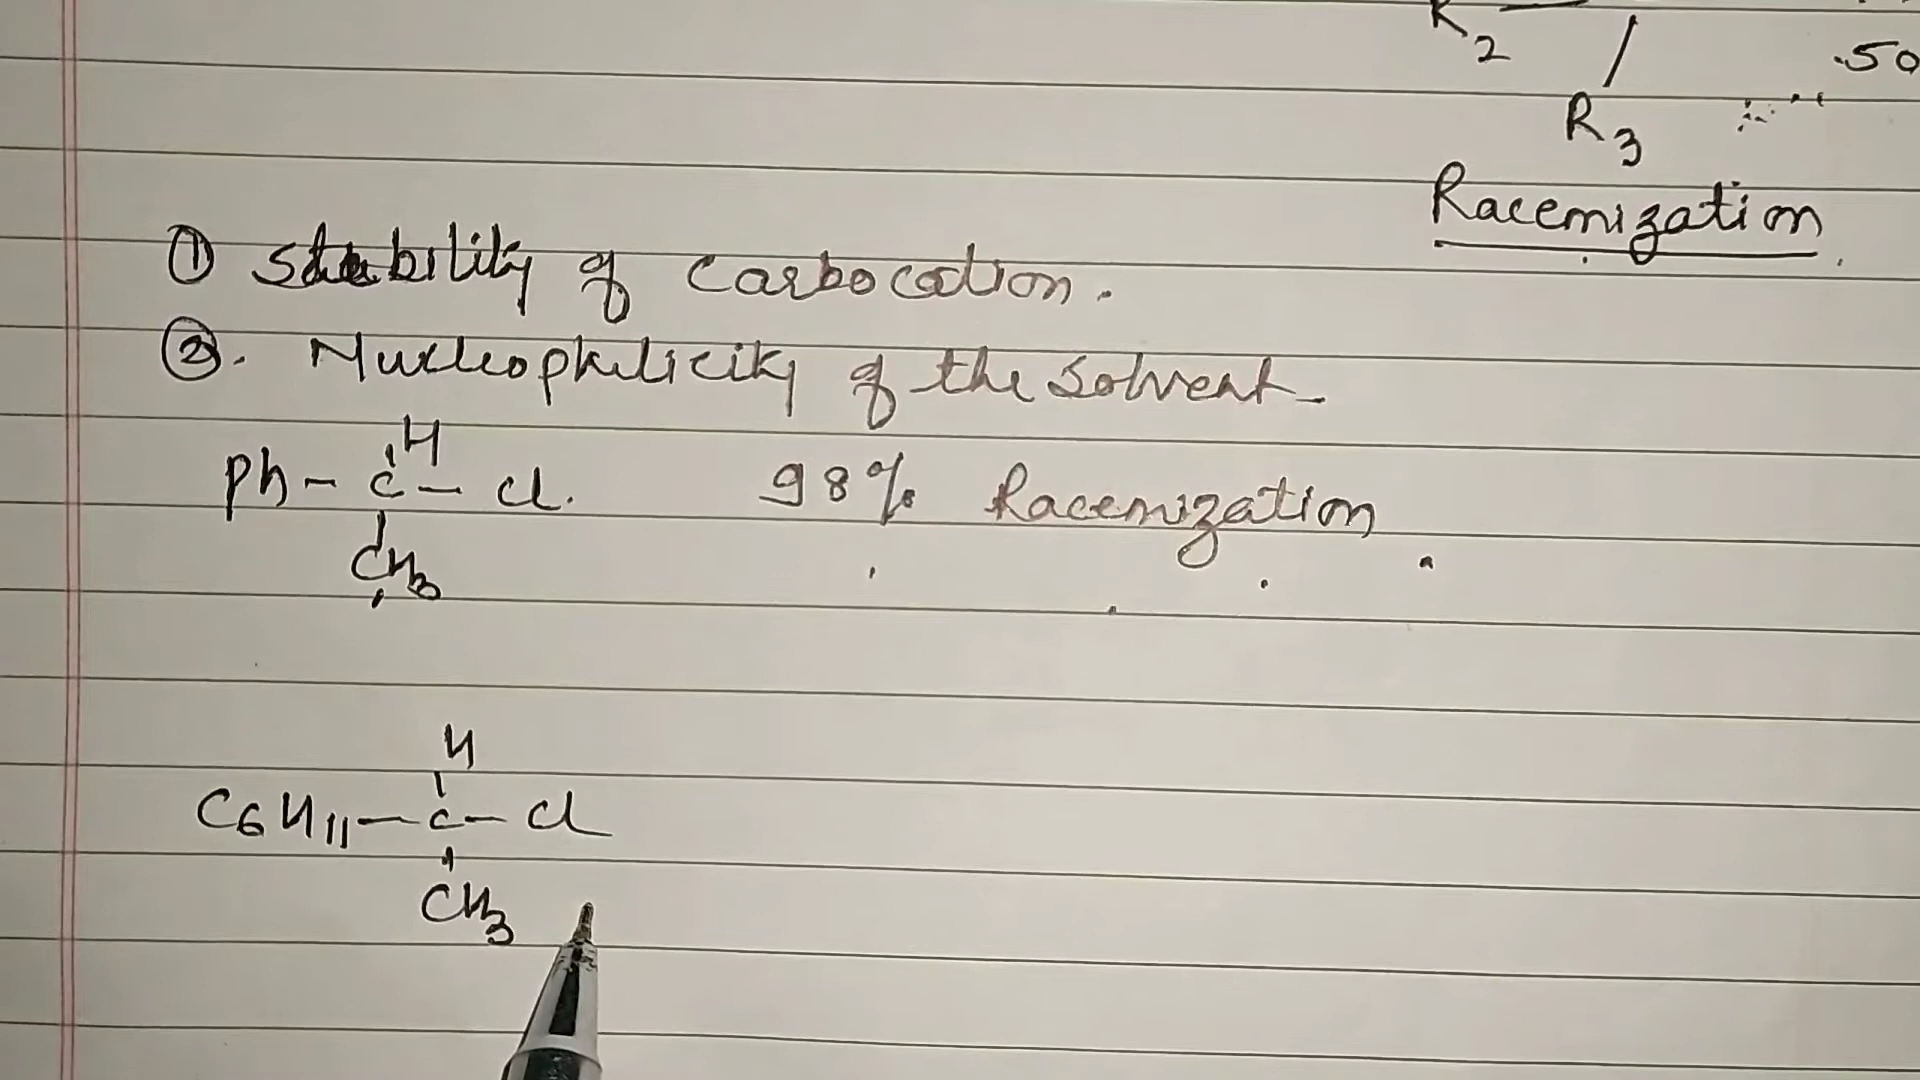 R2
.50
R3
Racemization
① Stability of Carbocation.
②. Nucleophilicity of the Solvent-
H
Ph - C - Cl. 98% Racemization
CH3
H
C6H11 - C - Cl
CH3